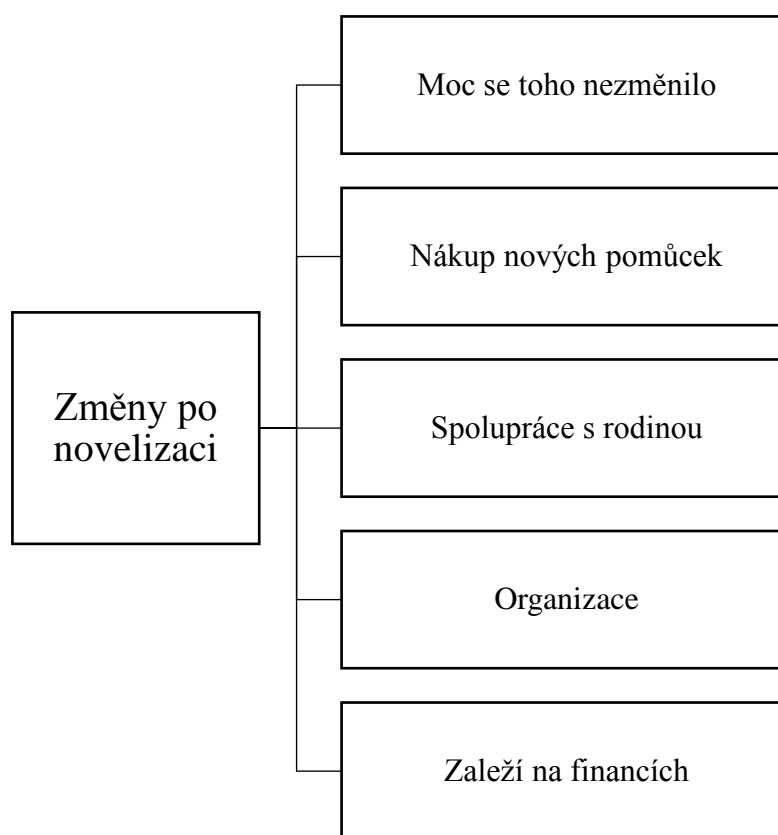 Moc se toho nezměnilo
Nákup nových pomůcek
Změny po
novelizaci
Spolupráce s rodinou
Organizace
Zaleží na financích